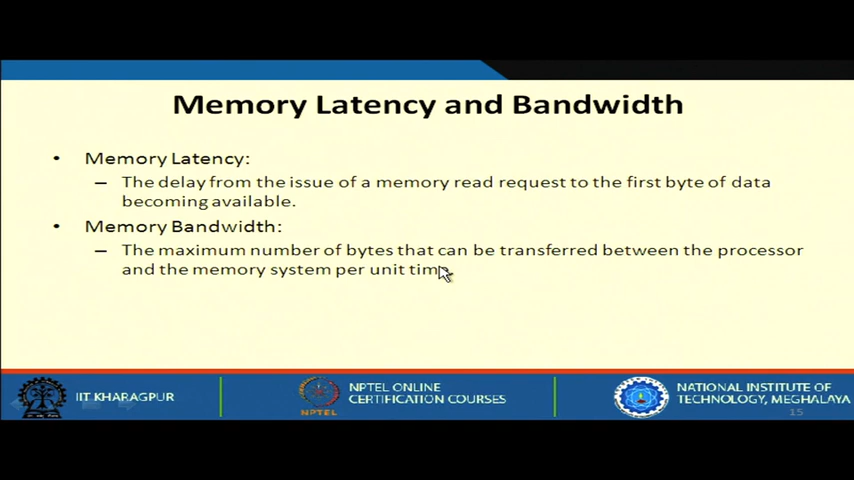 Memory Latency and Bandwidth
• Memory Latency:
– The delay from the issue of a memory read request to the first byte of data
becoming available.
• Memory Bandwidth:
– The maximum number of bytes that can be transferred between the processor
and the memory system per unit time.
IIT KHARAGPUR
NPTEL
NPTEL ONLINE
CERTIFICATION COURSES
NATIONAL INSTITUTE OF
TECHNOLOGY, MEGHALAYA
15